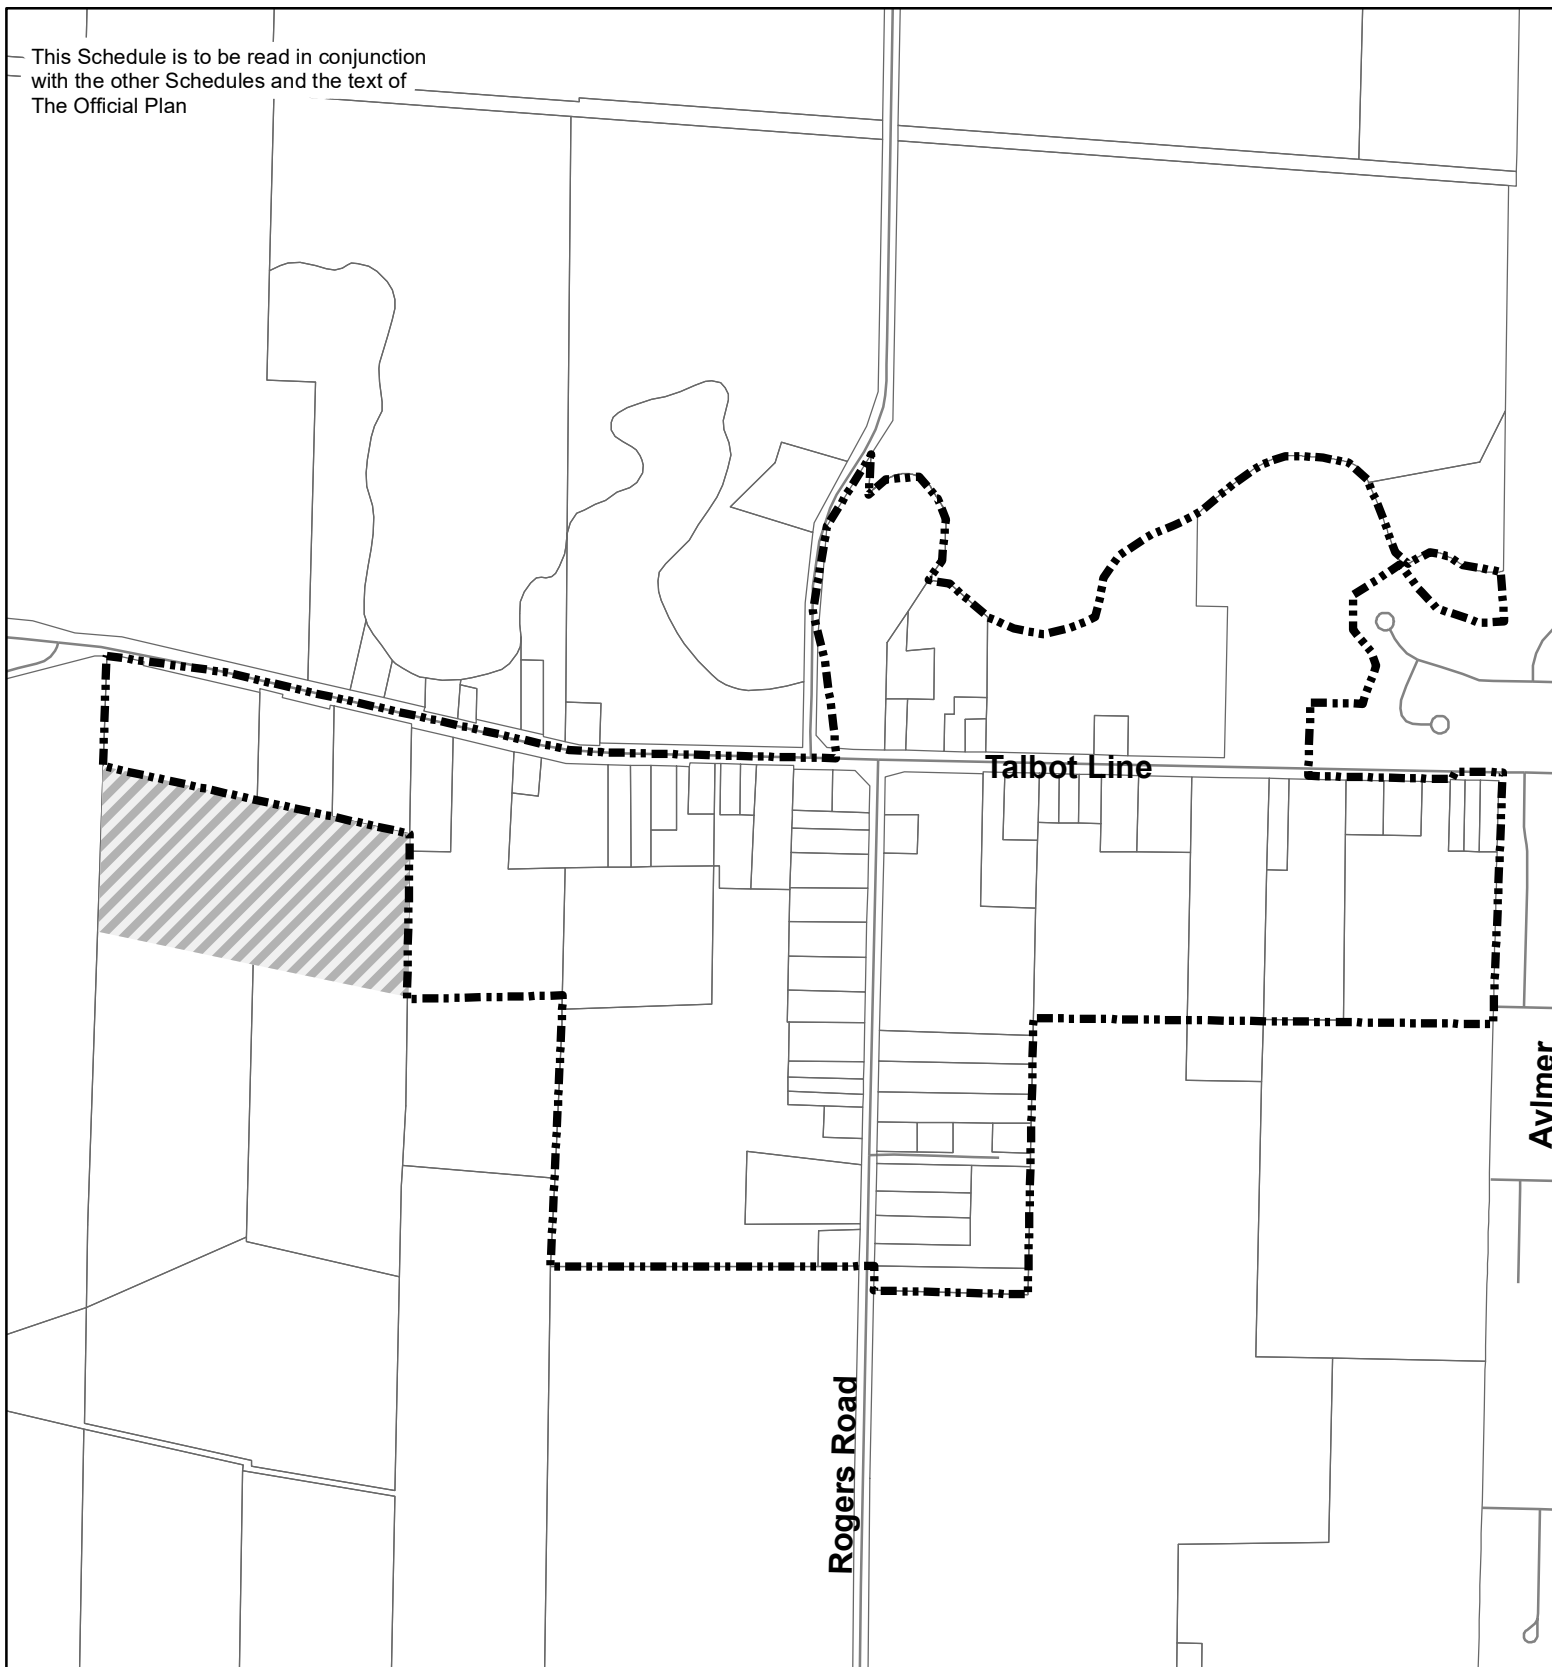 This Schedule is to be read in conjunction
with the other Schedules and the text of
The Official Plan
Talbot Line
Aylmer
Rogers Road